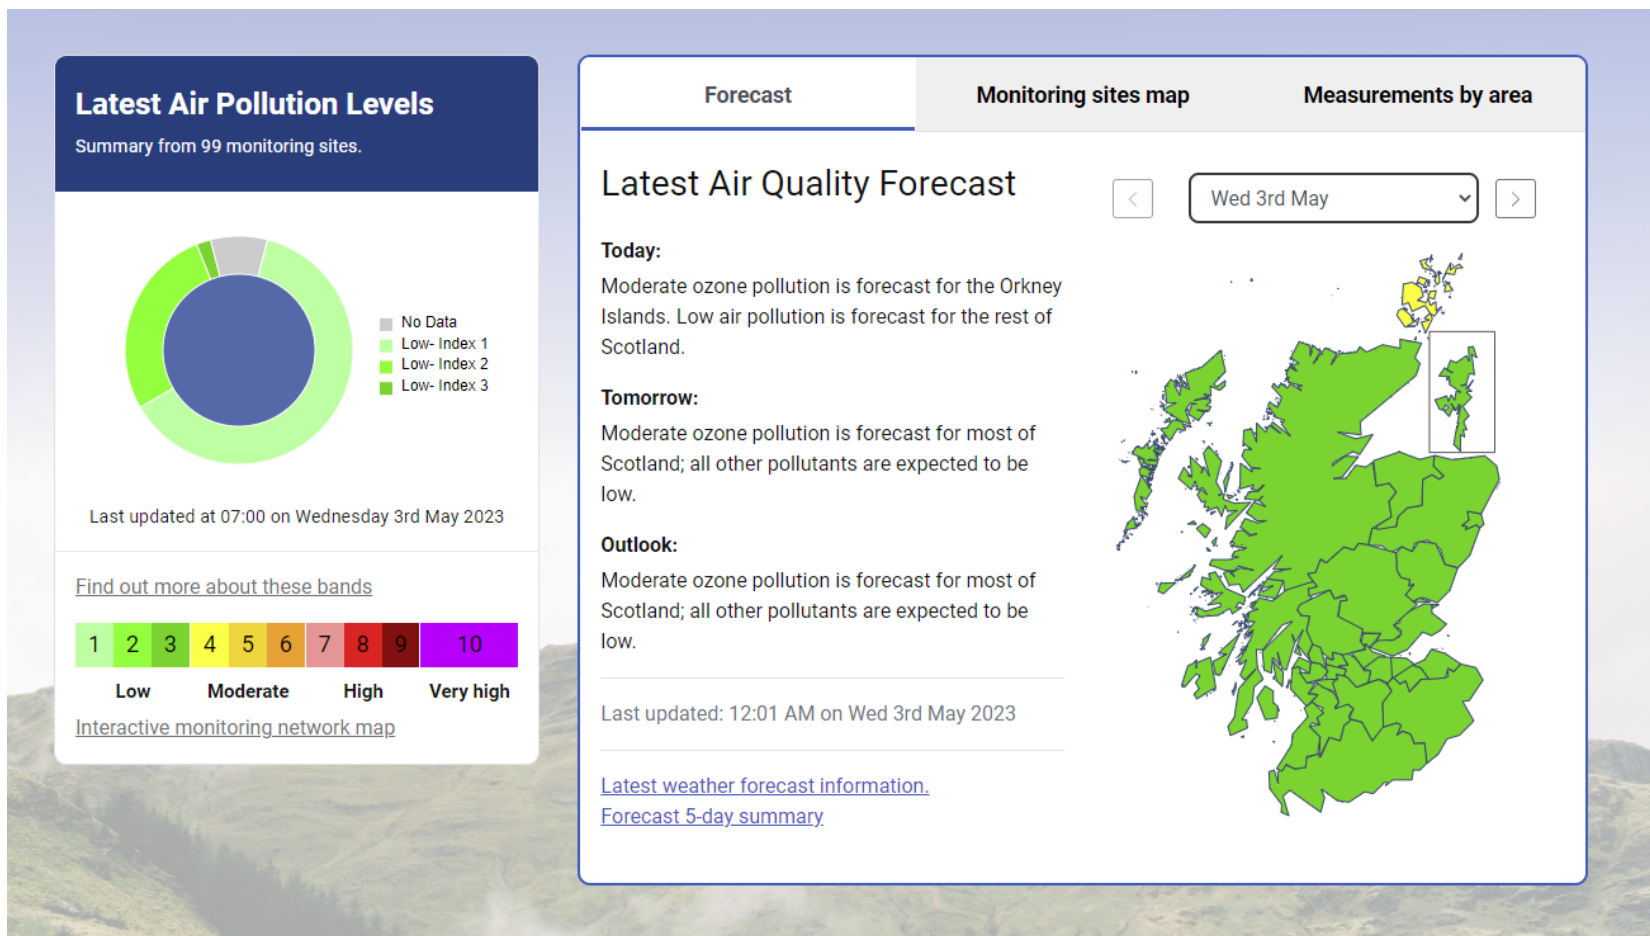 Latest Air Pollution Levels
Summary from 99 monitoring sites.
No Data
Low- Index 1
Low- Index 2
Low- Index 3
Last updated at 07:00 on Wednesday 3rd May 2023
Find out more about these bands
1 2 3 4 5 6 7 8 9 10
Low Moderate High Very high
Interactive monitoring network map
Forecast Monitoring sites map Measurements by area
Latest Air Quality Forecast
Wed 3rd May
Today:
Moderate ozone pollution is forecast for the Orkney
Islands. Low air pollution is forecast for the rest of
Scotland.
Tomorrow:
Moderate ozone pollution is forecast for most of
Scotland; all other pollutants are expected to be
low.
Outlook:
Moderate ozone pollution is forecast for most of
Scotland; all other pollutants are expected to be
low.
Last updated: 12:01 AM on Wed 3rd May 2023
Latest weather forecast information.
Forecast 5-day summary